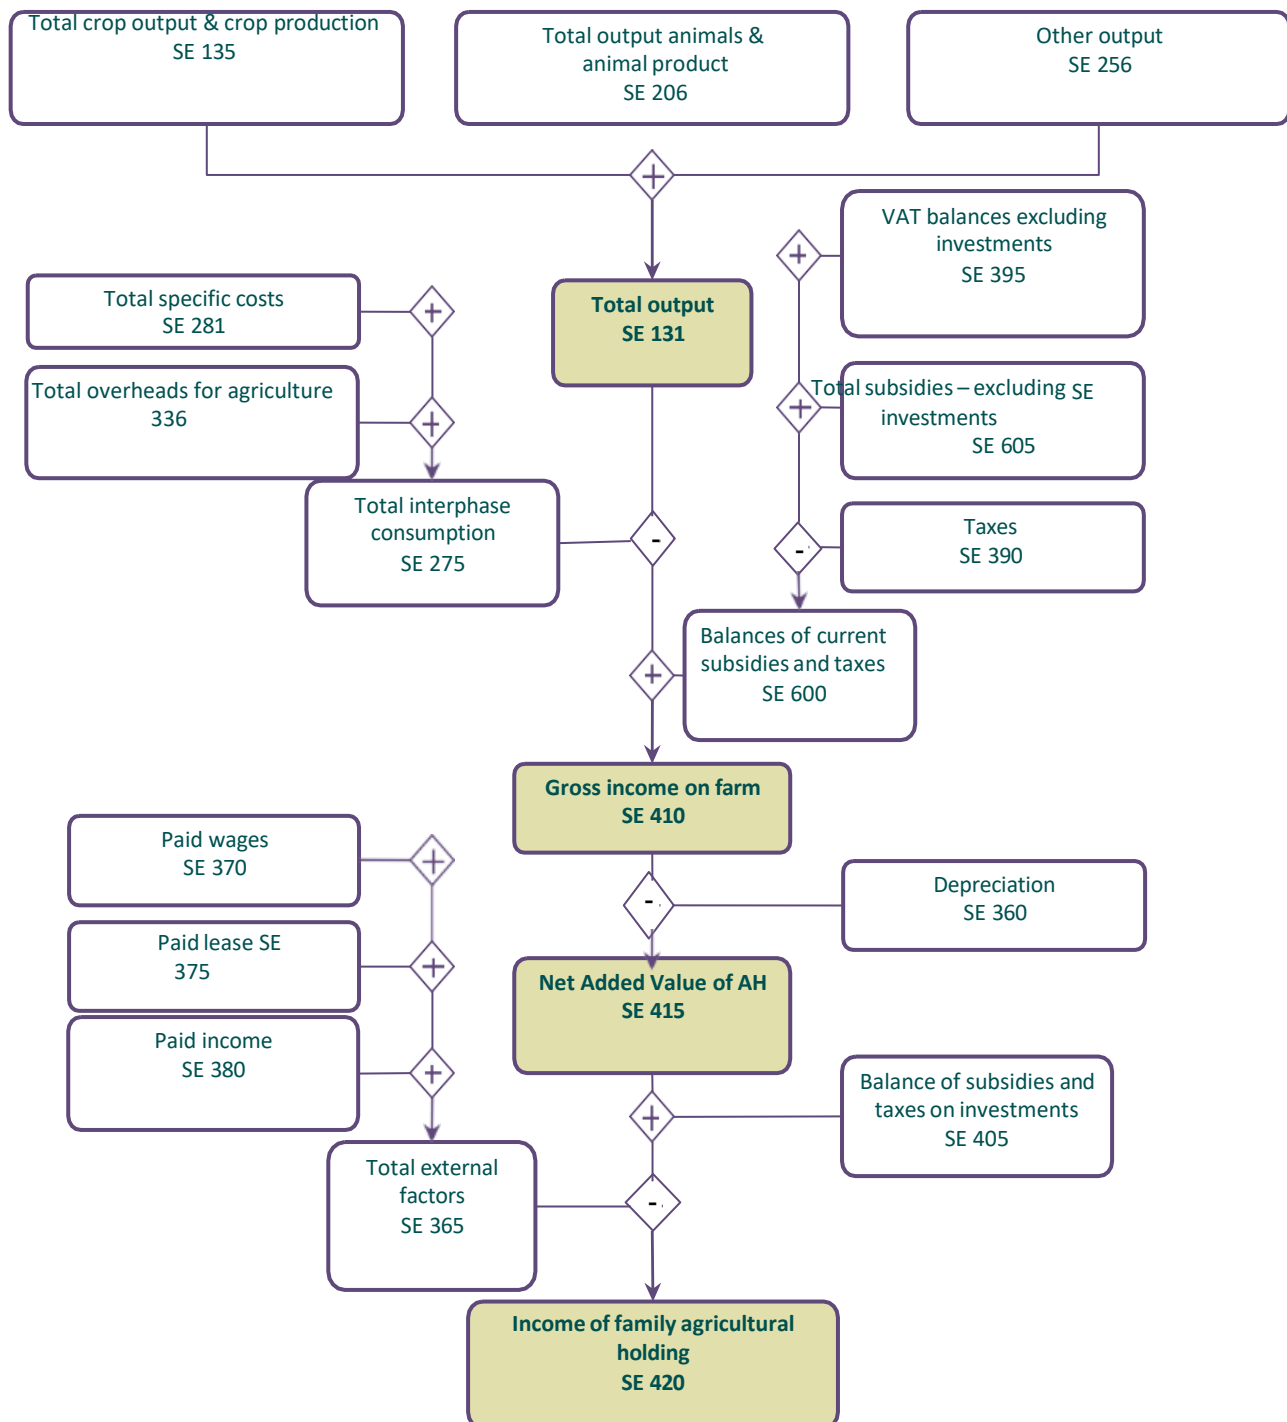 Total crop output & crop production
SE 135
Total output animals &
animal product
SE 206
Other output
SE 256
+
VAT balances excluding
investments
SE 395
+
Total specific costs
SE 281
+
Total output
SE 131
Total overheads for agriculture
336
+
Total subsidies – excluding SE
investments
SE 605
+
Total interphase
consumption
SE 275
-
Taxes
SE 390
-
Balances of current
subsidies and taxes
SE 600
+
Gross income on farm
SE 410
Paid wages
SE 370
+
Depreciation
SE 360
-
Paid lease SE
375
+
Net Added Value of AH
SE 415
Paid income
SE 380
+
Balance of subsidies and
taxes on investments
SE 405
+
Total external
factors
SE 365
-
Income of family agricultural
holding
SE 420